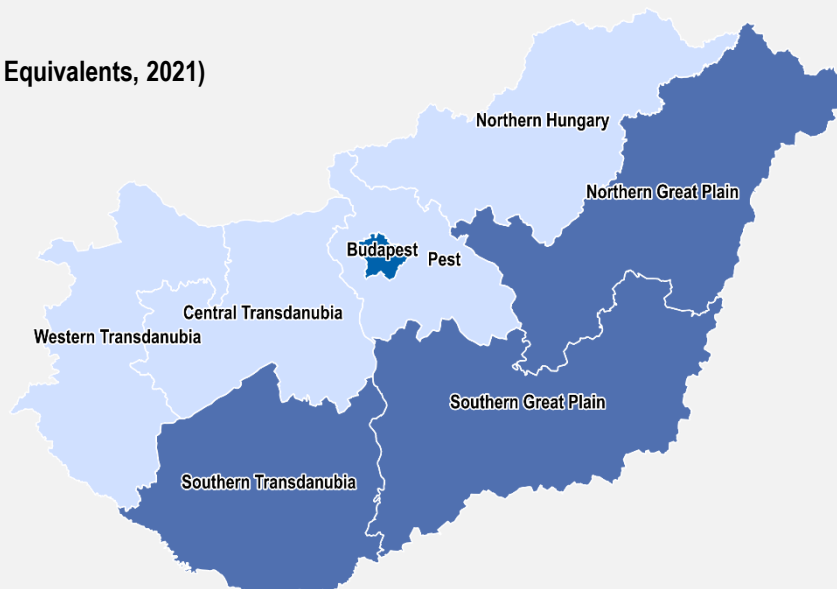 Equivalents, 2021)
Northern Hungary
Northern Great Plain
Budapest
Pest
Central Transdanubia
Western Transdanubia
Southern Great Plain
Southern Transdanubia